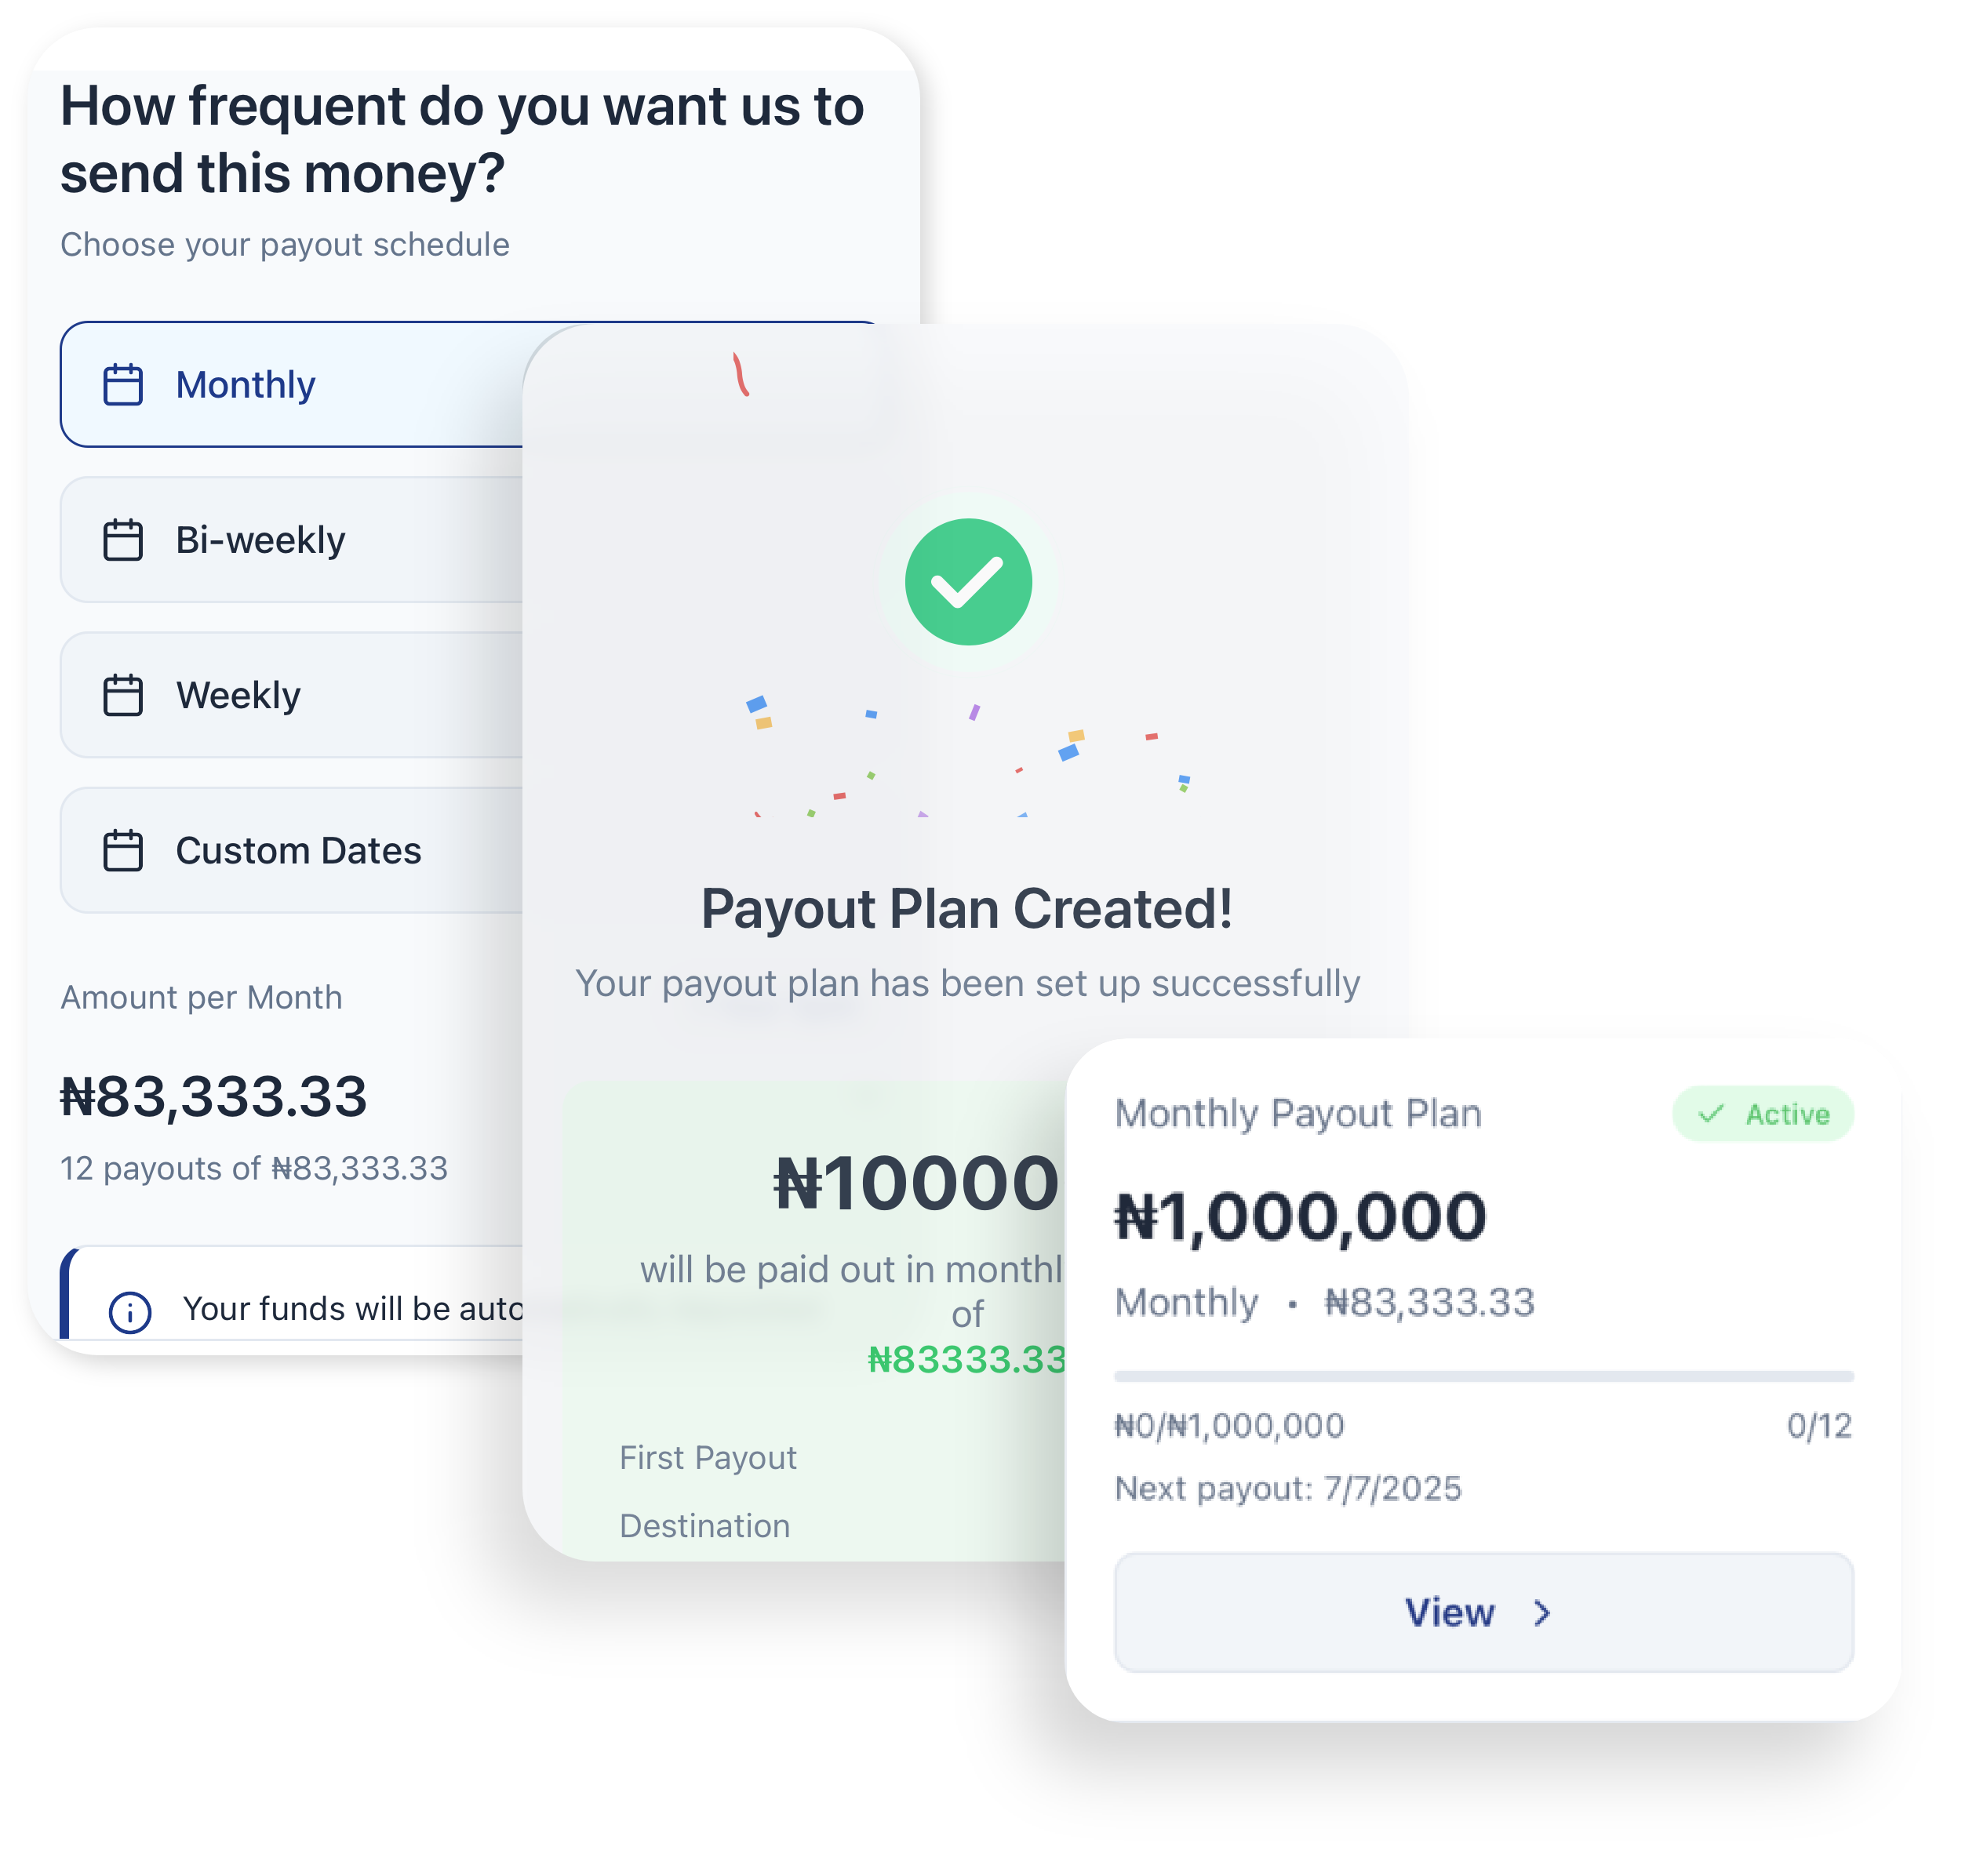 How frequent do you want us to
send this money?
Choose your payout schedule
Monthly
Bi-weekly
Weekly
Custom Dates
Amount per Month
₦83,333.33
12 payouts of ₦83,333.33
Your funds will be auto
Payout Plan Created!
Your payout plan has been set up successfully
₦10000
will be paid out in monthl
of
₦83333.33
First Payout
Destination
Monthly Payout Plan
Active
₦1,000,000
Monthly • ₦83,333.33
₦0/₦1,000,000
0/12
Next payout: 7/7/2025
View